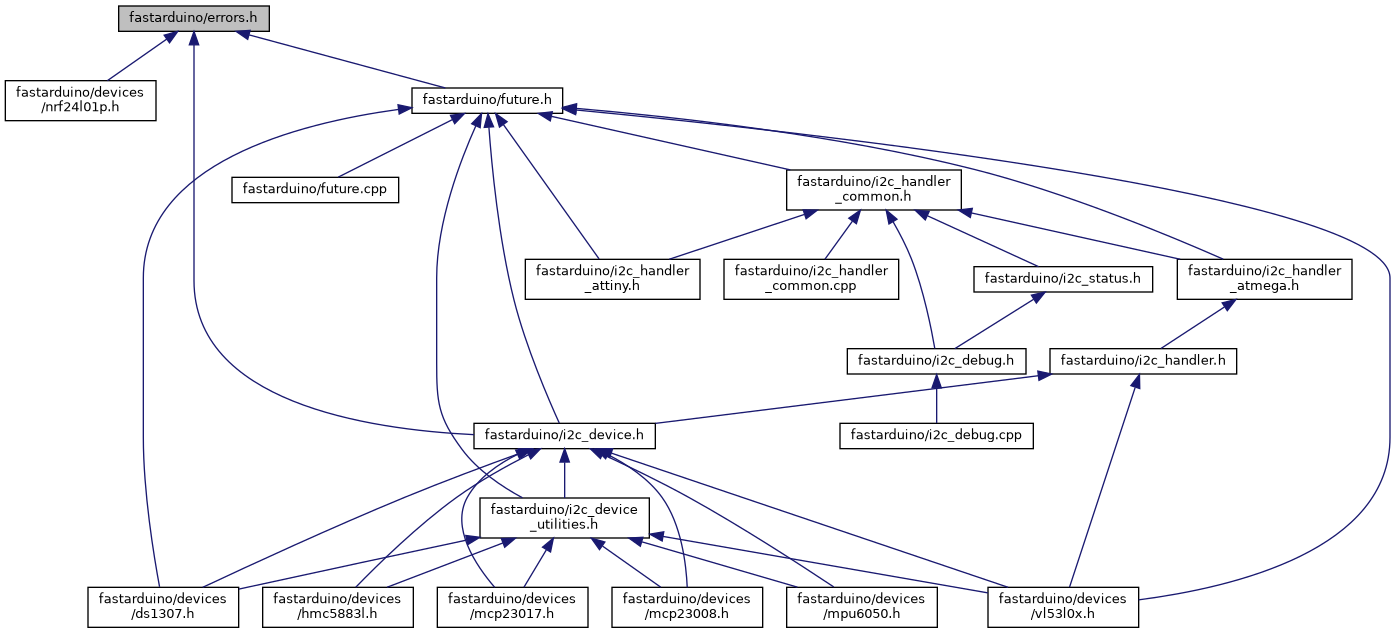 fastarduino/errors.h
fastarduino/devices
/nrf24l01p.h
fastarduino/future.h
fastarduino/future.cpp
fastarduino/i2c_handler
_common.h
fastarduino/i2c_handler
_attiny.h
fastarduino/i2c_handler
_common.cpp
fastarduino/i2c_status.h
fastarduino/i2c_handler
_atmega.h
fastarduino/i2c_debug.h
fastarduino/i2c_handler.h
fastarduino/i2c_device.h
fastarduino/i2c_debug.cpp
fastarduino/i2c_device
_utilities.h
fastarduino/devices
/ds1307.h
fastarduino/devices
/hmc5883l.h
fastarduino/devices
/mcp23017.h
fastarduino/devices
/mcp23008.h
fastarduino/devices
/mpu6050.h
fastarduino/devices
/vl53l0x.h